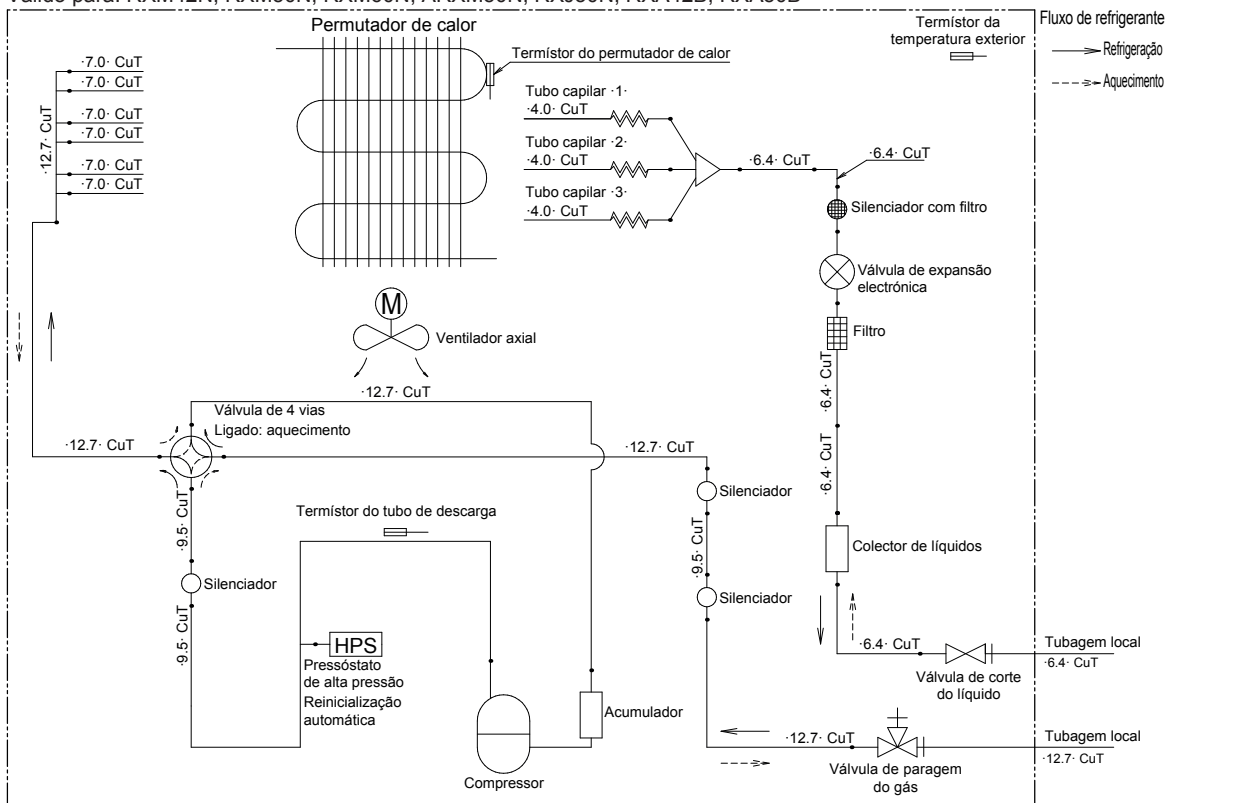 Permutador de calor
Termístor da
temperatura exterior
Fluxo de refrigerante
Refrigeração
Aquecimento
·7.0· CuT
·7.0· CuT
·7.0· CuT
·7.0· CuT
·7.0· CuT
·7.0· CuT
·12.7· CuT
Termístor do permutador de calor
Tubo capilar ·1·
·4.0· CuT
Tubo capilar ·2·
·4.0· CuT
Tubo capilar ·3·
·4.0· CuT
·6.4· CuT
·6.4· CuT
Silenciador com filtro
Válvula de expansão
electrónica
Filtro
·6.4· CuT
·6.4· CuT
Colector de líquidos
M
Ventilador axial
·12.7· CuT
Válvula de 4 vias
Ligado: aquecimento
·12.7· CuT
·12.7· CuT
Silenciador
·9.5· CuT
Silenciador
·9.5· CuT
Silenciador
·9.5· CuT
Termístor do tubo de descarga
HPS
Pressóstato
de alta pressão
Reinicialização
automática
Compressor
Acumulador
·6.4· CuT
Válvula de corte
do líquido
Tubagem local
·6.4· CuT
·12.7· CuT
Válvula de paragem
do gás
Tubagem local
·12.7· CuT